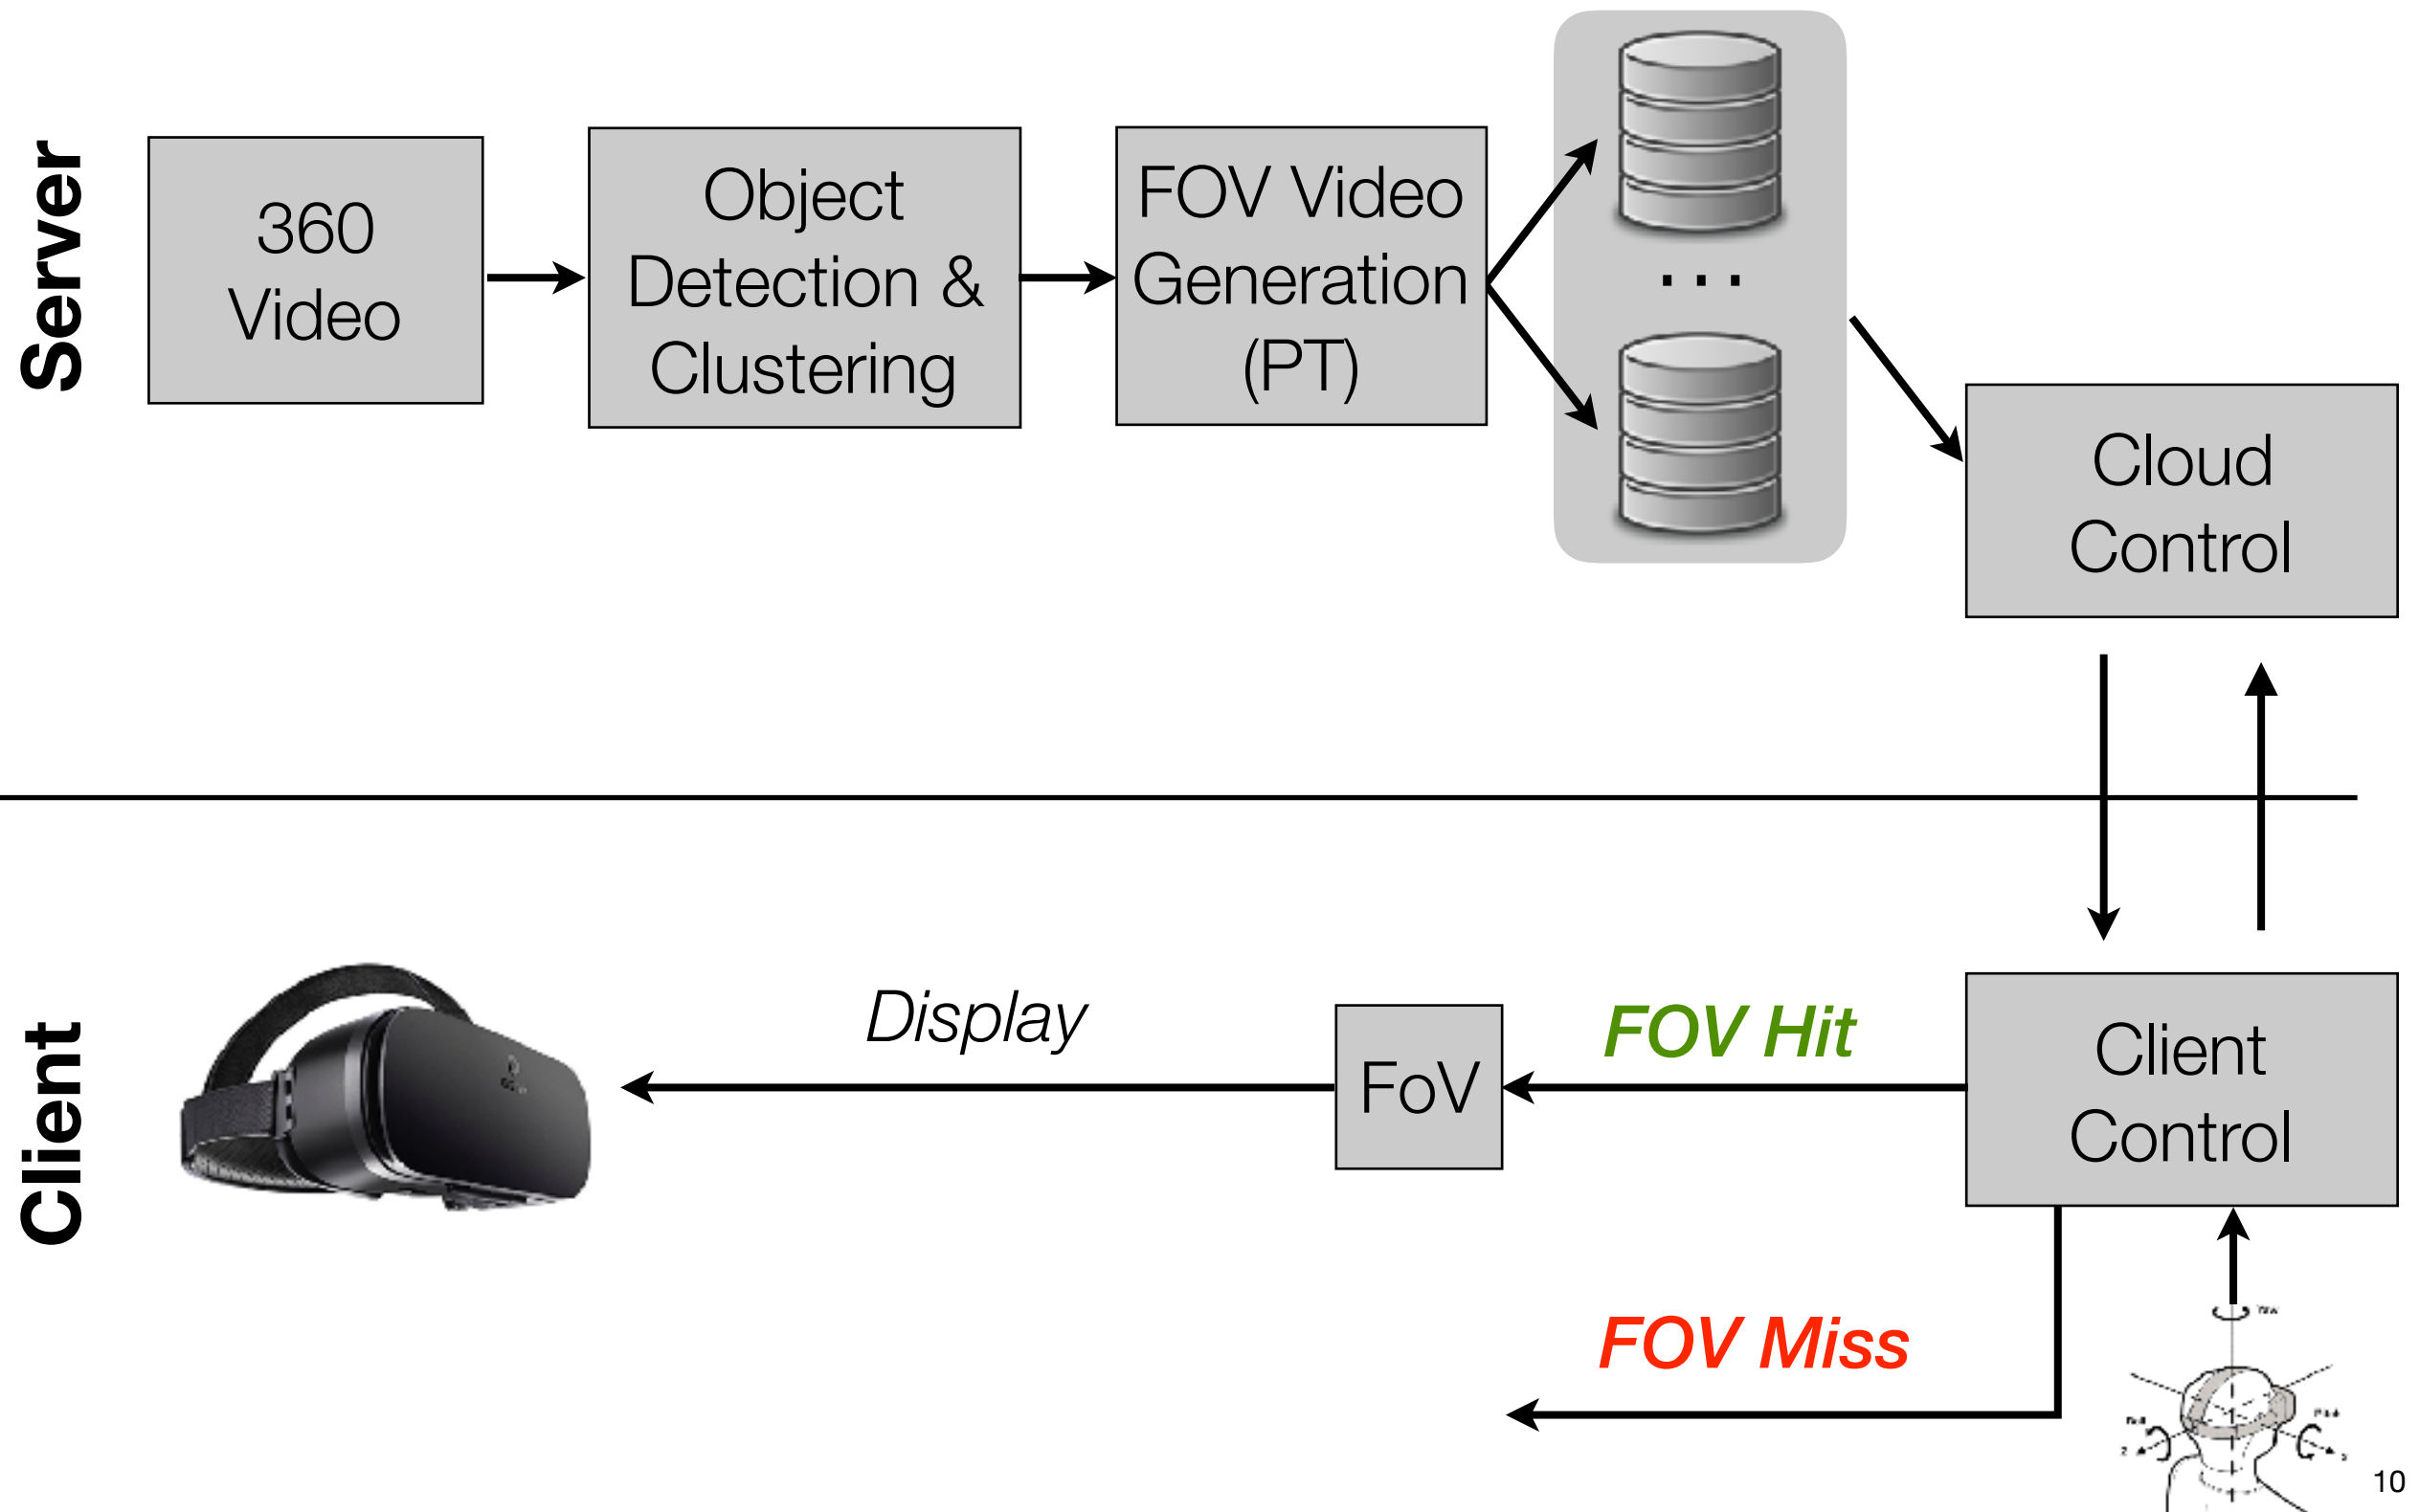 Server
360
Video
Object
Detection &
Clustering
FOV Video
Generation
(PT)
...
Cloud
Control
Client
Display
FoV
FOV Hit
Client
Control
FOV Miss
Yaw
10